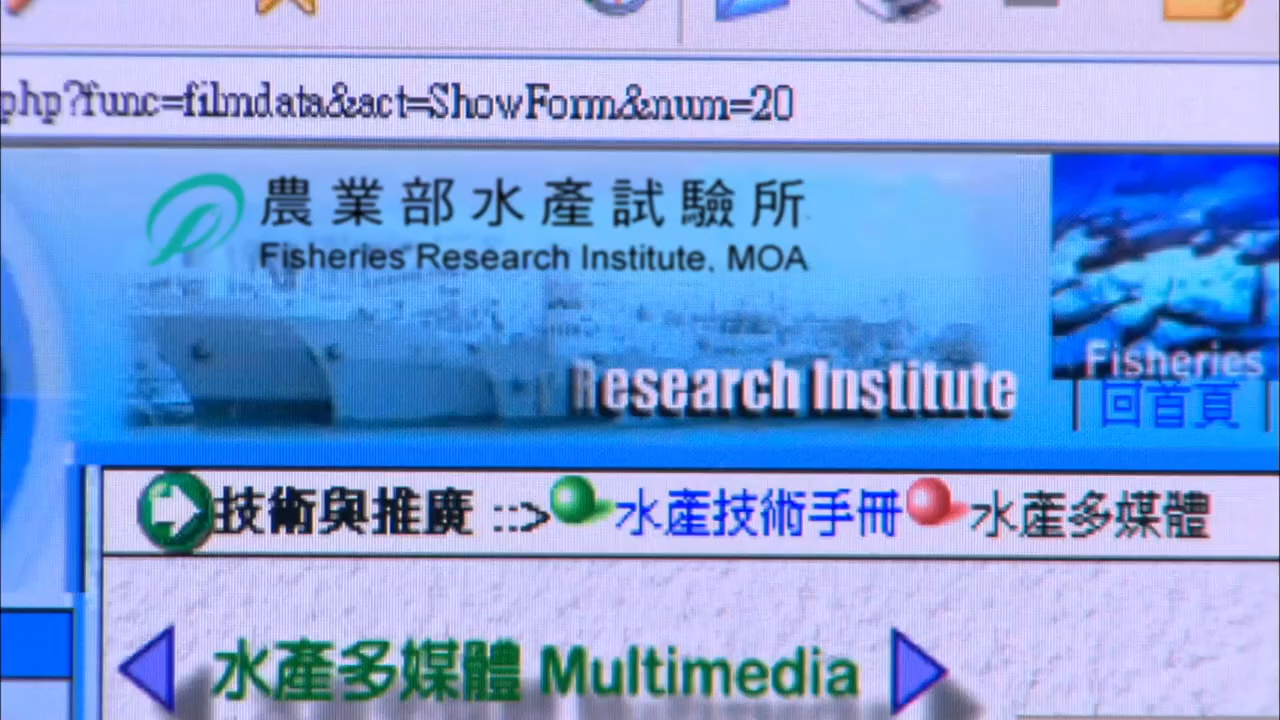 php?func=filmdata&act=ShowForm&num=20
農業部水產試驗所
Fisheries Research Institute, MOA
Research Institute
Fisheries
回首頁
技術與推廣 ::> 水產技術手冊 水產多媒體
水產多媒體 Multimedia